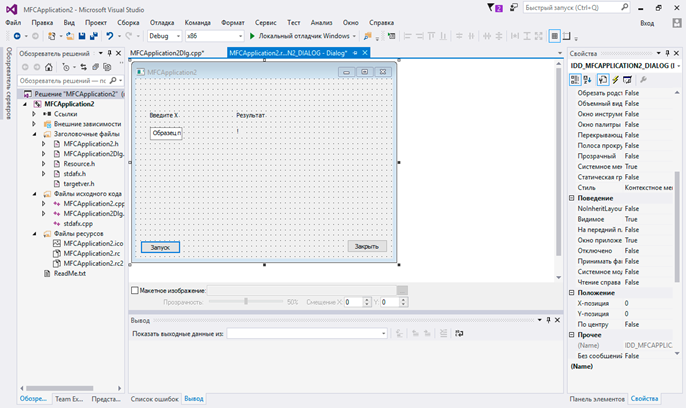 MFCApplication2 - Microsoft Visual Studio
2
Быстрый запуск (Ctrl+Q)
Файл Правка Вид Проект Сборка Отладка Команда Формат Сервис Тест Анализ Окно Справка
Вход
Debug x86 Локальный отладчик Windows
Обозреватель серверов
Обозреватель решений
Обозреватель решений — по
Решение "MFCApplication2"
MFCApplication2
Ссылки
Внешние зависимости
Заголовочные файлы
MFCApplication2.h
MFCApplication2Dlg.
Resource.h
stdafx.h
targetver.h
Файлы исходного кода
MFCApplication2.cpp
MFCApplication2Dlg.
stdafx.cpp
Файлы ресурсов
MFCApplication2.ico
MFCApplication2.rc
MFCApplication2.rc2
ReadMe.txt
Обозре... Team Ex... Предста...
MFCApplication2Dlg.cpp*
MFCApplication2.r...N2_DIALOG - Dialog*
MFCApplication2
Введите X
Результат
Образец п
!
Запуск
Закрыть
Макетное изображение:
...
Прозрачность: 50% Смещение X: 0 Y: 0
Вывод
Показать выходные данные из:
Список ошибок Вывод
Свойства
IDD_MFCAPPLICATION2_DIALOG (
Обрезать родст False
Объемный вид False
Окно инструм False
Окно палитры False
Перекрывающ False
Полоса прокру False
Прозрачный False
Системное мен True
Статическая гр False
Стиль Контекстное ме
Поведение
NoInheritLayou False
Видимое True
На передний п. False
Окно приложе True
Отключено False
Принимать фа False
Системное мод False
Чтение справа False
Положение
X-позиция 0
Y-позиция 0
По центру False
Прочее
(Name) IDD_MFCAPPLIC
Без сообщений False
(Name)
Панель элементов Свойства